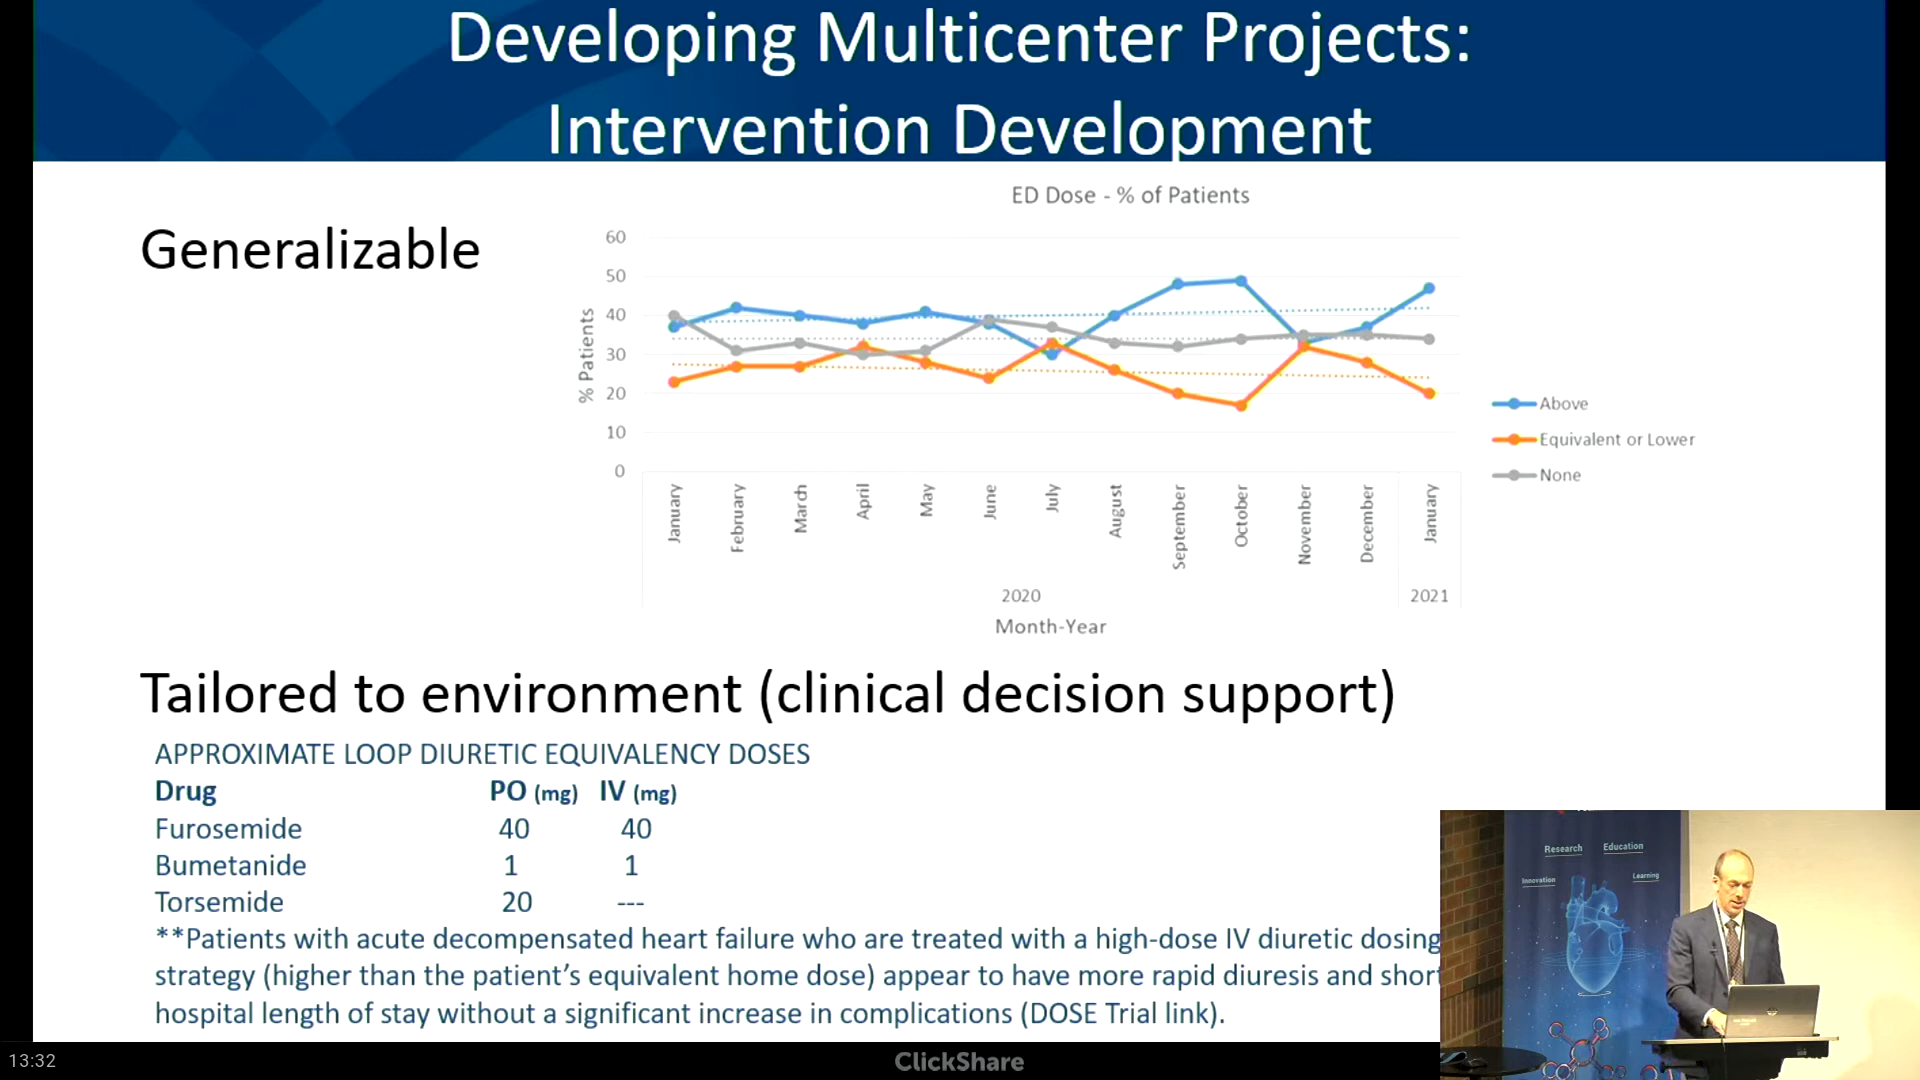 Developing Multicenter Projects:
Intervention Development
Generalizable
ED Dose - % of Patients
% Patients
60
50
40
30
20
10
0
January
February
March
April
May
June
July
August
September
October
November
December
January
2020
2021
Month-Year
Above
Equivalent or Lower
None
Tailored to environment (clinical decision support)
APPROXIMATE LOOP DIURETIC EQUIVALENCY DOSES
Drug PO (mg) IV (mg)
Furosemide 40 40
Bumetanide 1 1
Torsemide 20 ---
**Patients with acute decompensated heart failure who are treated with a high-dose IV diuretic dosing
strategy (higher than the patient's equivalent home dose) appear to have more rapid diuresis and short
hospital length of stay without a significant increase in complications (DOSE Trial link).
Research Education
Innovation Learning
13:32
ClickShare